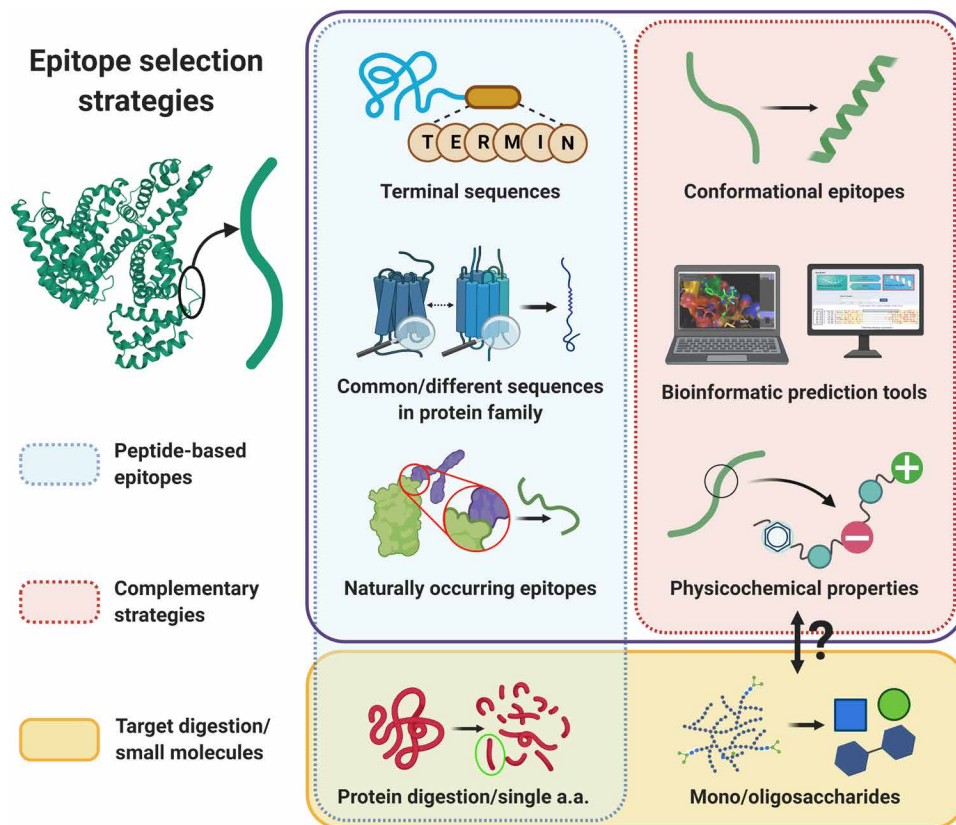 Epitope selection
strategies
Peptide-based
epitopes
Complementary
strategies
Target digestion/
small molecules
TERMIN
Terminal sequences
Common/different sequences
in protein family
Naturally occurring epitopes
Protein digestion/single a.a.
Conformational epitopes
Bioinformatic prediction tools
+
−
Physicochemical properties
?
Mono/oligosaccharides